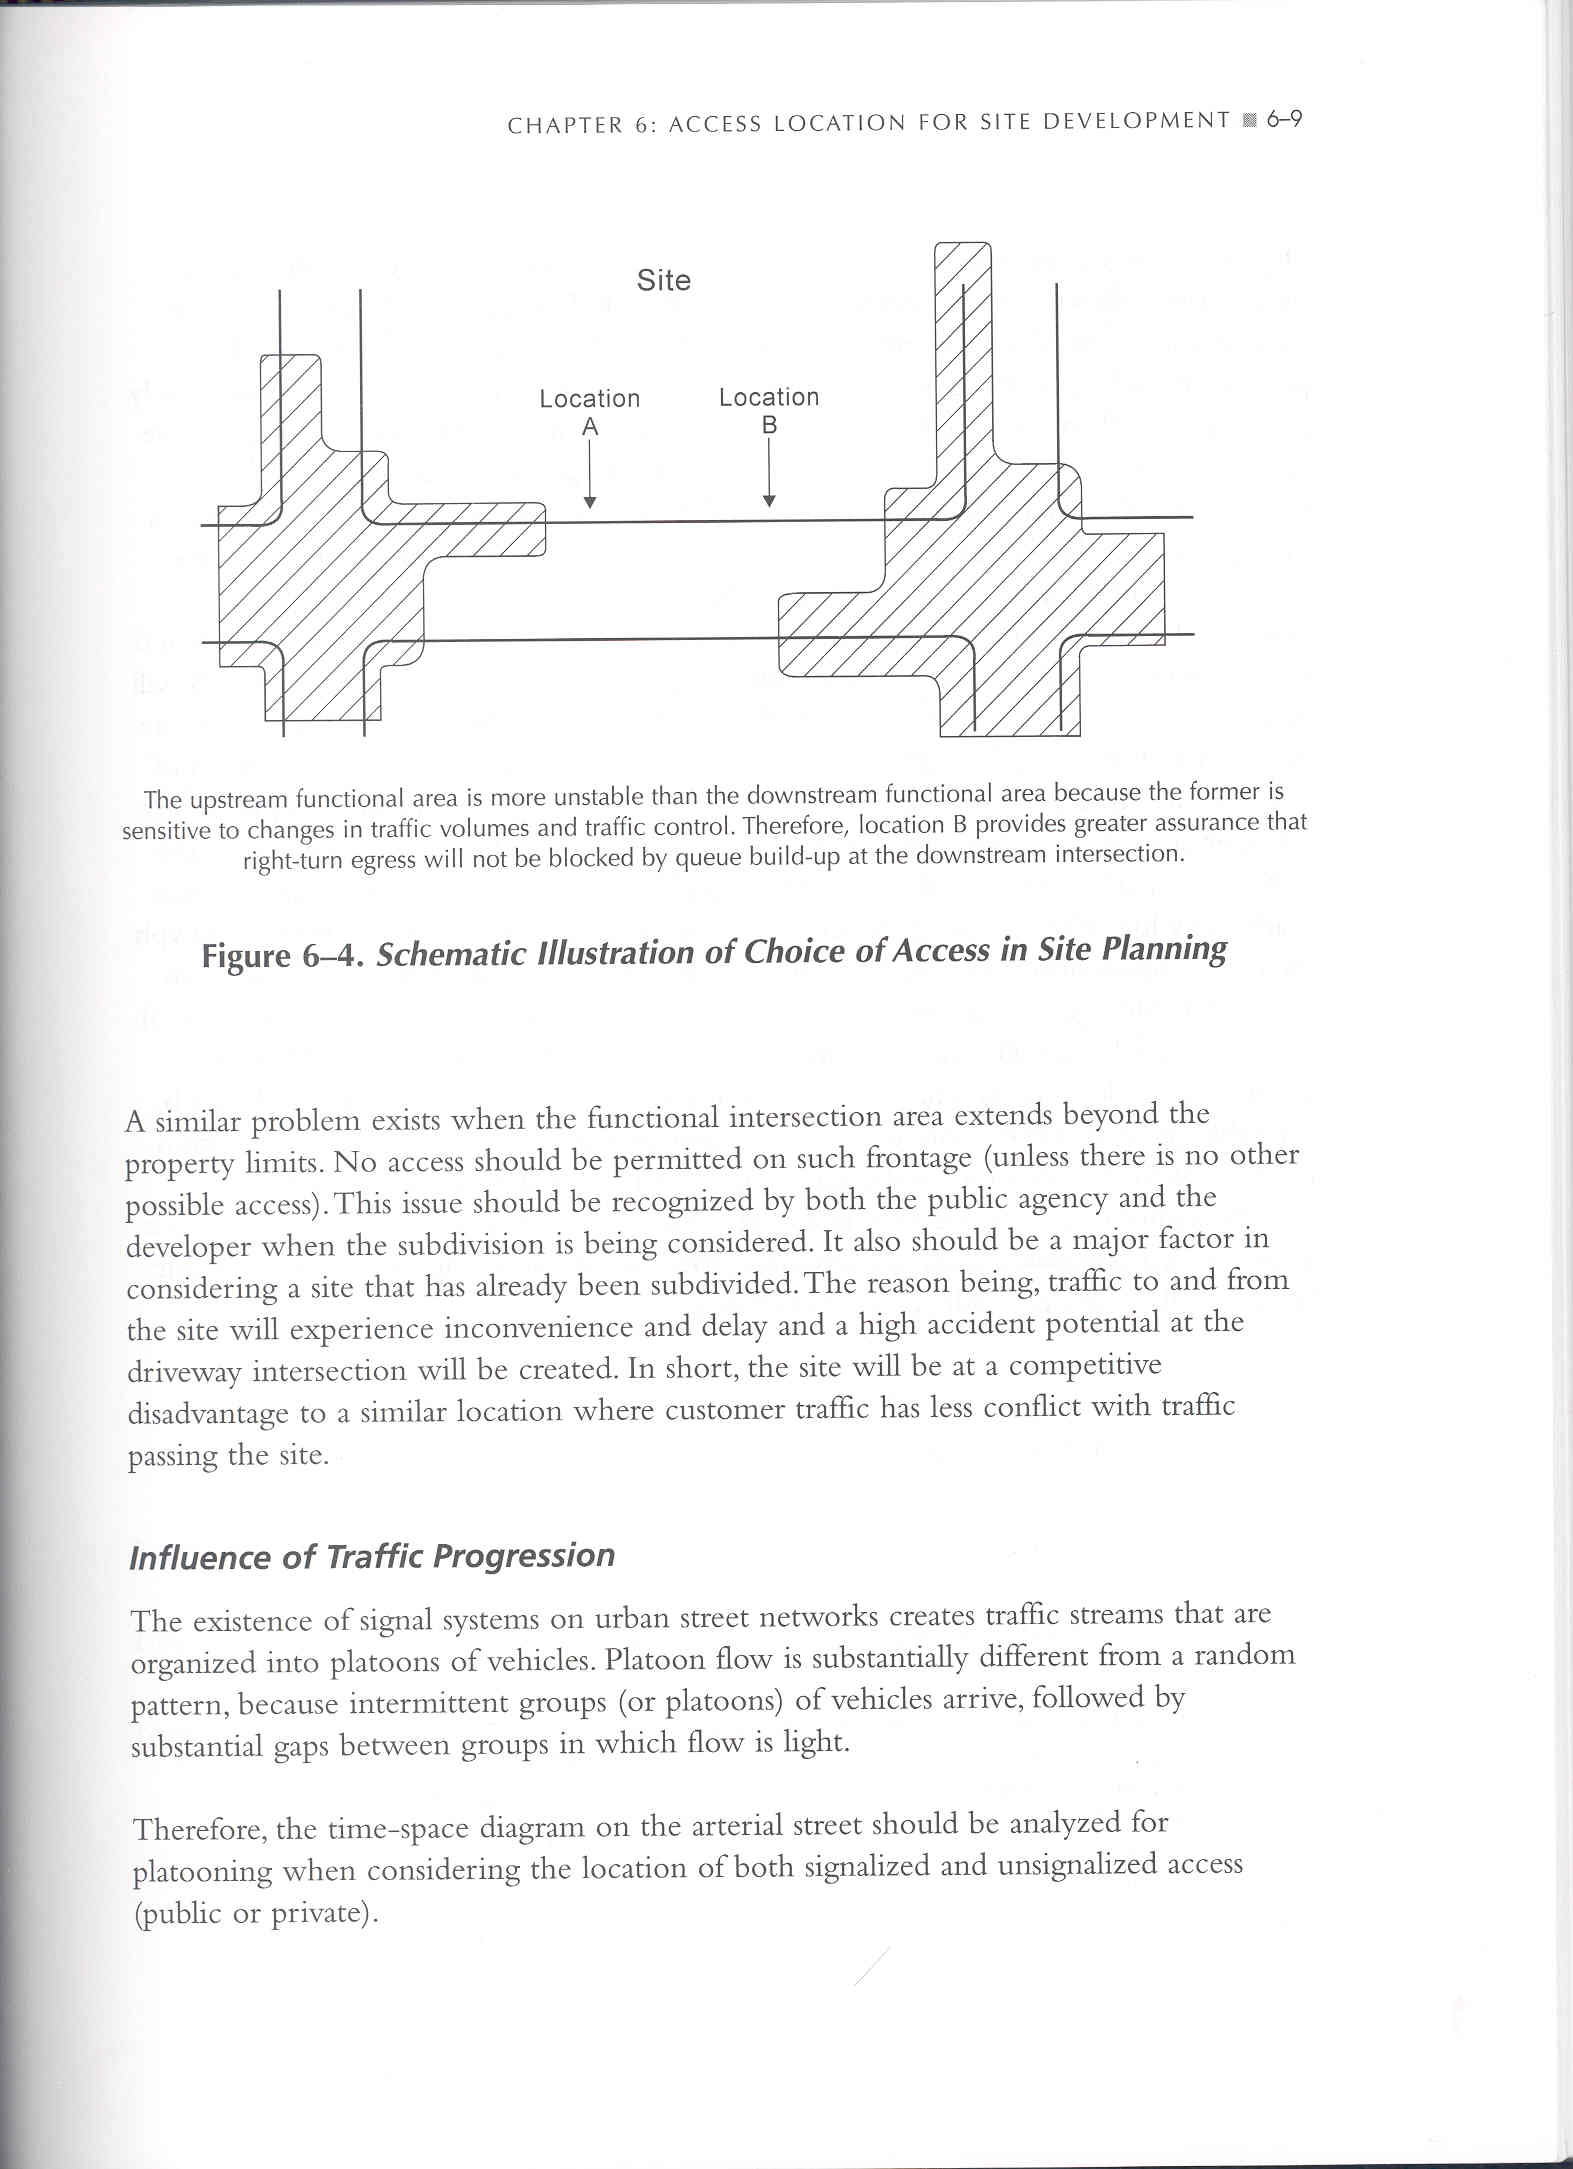 CHAPTER 6: ACCESS LOCATION FOR SITE DEVELOPMENT ▩ 6–9
Site
Location
A
Location
B
The upstream functional area is more unstable than the downstream functional area because the former is
sensitive to changes in traffic volumes and traffic control. Therefore, location B provides greater assurance that
right-turn egress will not be blocked by queue build-up at the downstream intersection.
Figure 6–4. Schematic Illustration of Choice of Access in Site Planning
A similar problem exists when the functional intersection area extends beyond the
property limits. No access should be permitted on such frontage (unless there is no other
possible access). This issue should be recognized by both the public agency and the
developer when the subdivision is being considered. It also should be a major factor in
considering a site that has already been subdivided. The reason being, traffic to and from
the site will experience inconvenience and delay and a high accident potential at the
driveway intersection will be created. In short, the site will be at a competitive
disadvantage to a similar location where customer traffic has less conflict with traffic
passing the site.
Influence of Traffic Progression
The existence of signal systems on urban street networks creates traffic streams that are
organized into platoons of vehicles. Platoon flow is substantially different from a random
pattern, because intermittent groups (or platoons) of vehicles arrive, followed by
substantial gaps between groups in which flow is light.
Therefore, the time-space diagram on the arterial street should be analyzed for
platooning when considering the location of both signalized and unsignalized access
(public or private).